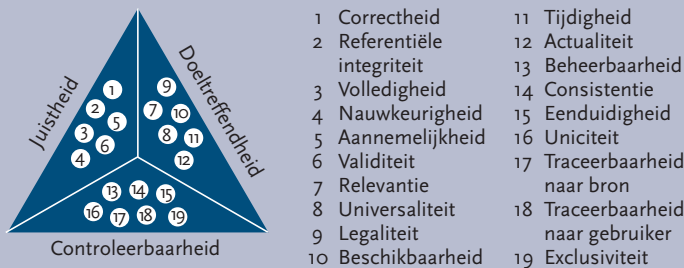 Juistheid
Doeltreffendheid
1
2
5
3
6
4
9
7
10
8
11
12
13
14
15
16
17
18
19
Controleerbaarheid
1 Correctheid
2 Referentiële
integriteit
3 Volledigheid
4 Nauwkeurigheid
5 Aannemelijkheid
6 Validiteit
7 Relevantie
8 Universaliteit
9 Legaliteit
10 Beschikbaarheid
11 Tijdigheid
12 Actualiteit
13 Beheerbaarheid
14 Consistentie
15 Eenduidigheid
16 Uniciteit
17 Traceerbaarheid
naar bron
18 Traceerbaarheid
naar gebruiker
19 Exclusiviteit